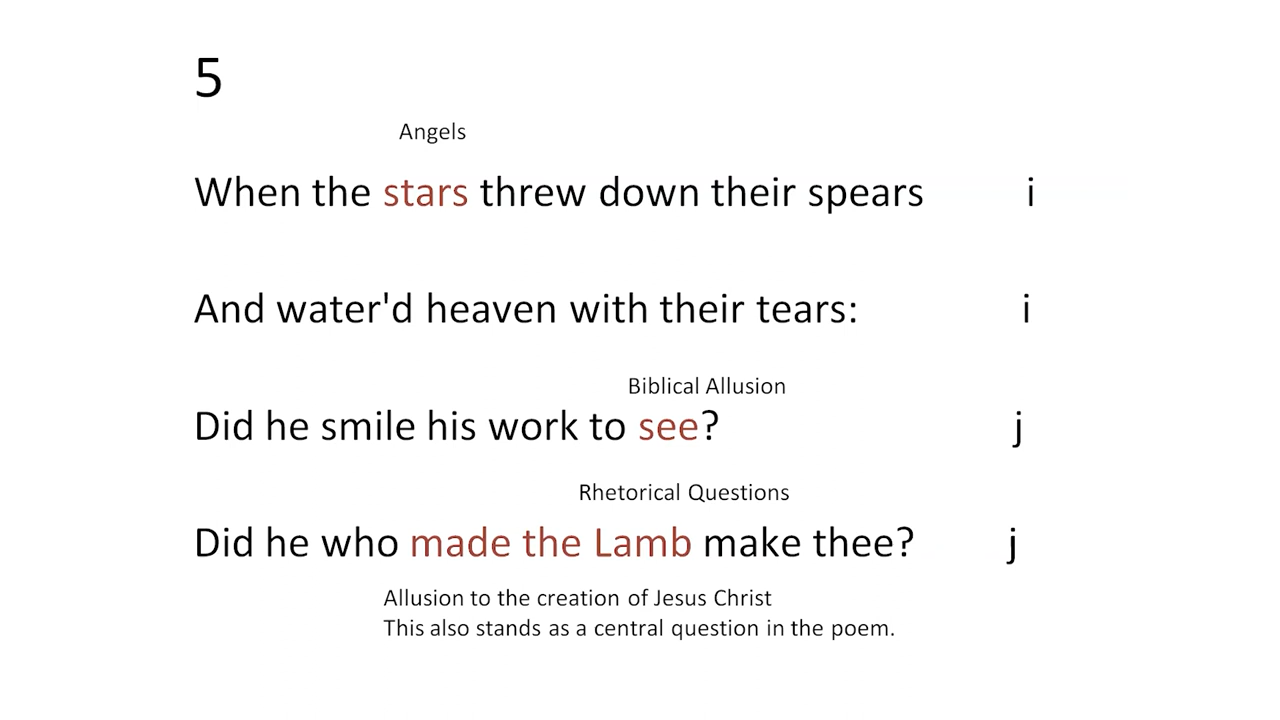 5
Angels
When the stars threw down their spears i
And water'd heaven with their tears: i
Biblical Allusion
Did he smile his work to see? j
Rhetorical Questions
Did he who made the Lamb make thee? j
Allusion to the creation of Jesus Christ
This also stands as a central question in the poem.